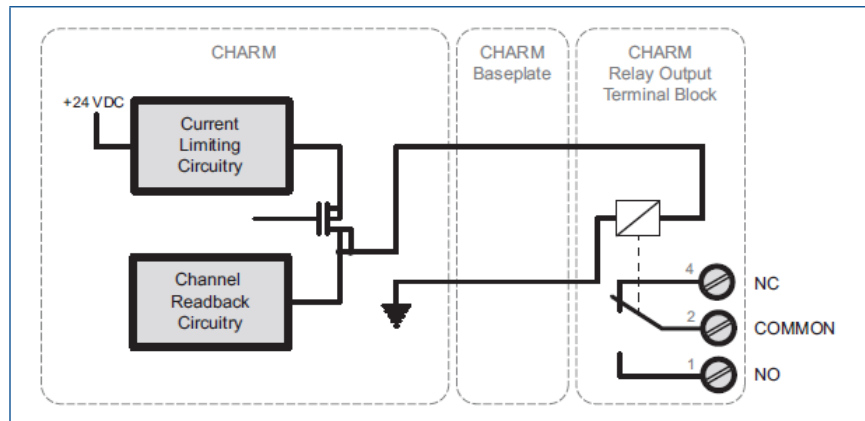 CHARM
CHARM
Baseplate
CHARM
Relay Output
Terminal Block
+24 VDC
Current
Limiting
Circuitry
Channel
Readback
Circuitry
4
NC
2
COMMON
1
NO